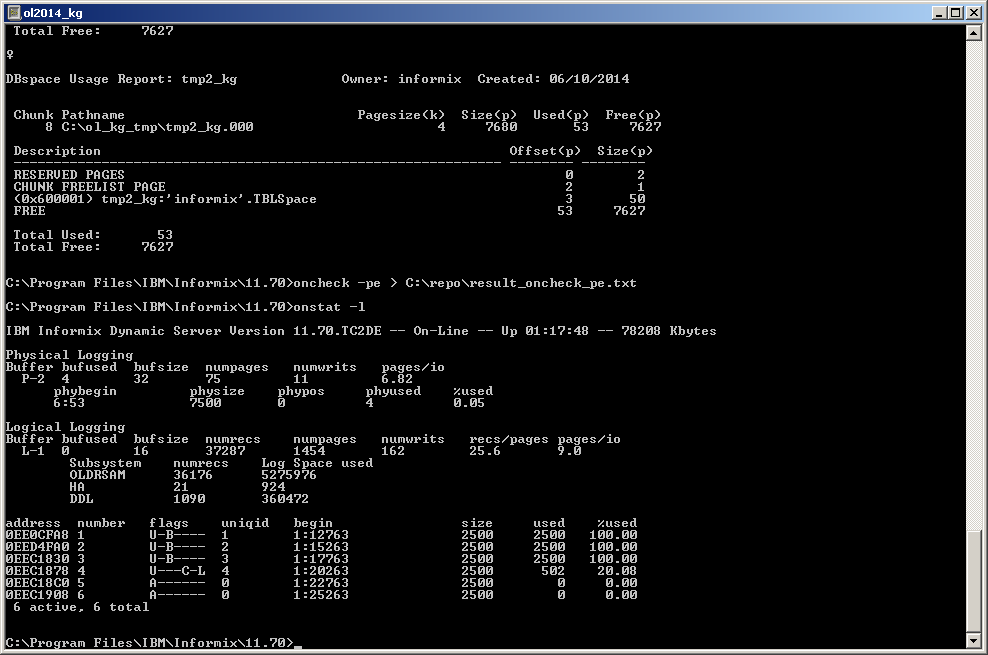 ol2014_kg
 Total Free:     7627
♀
DBspace Usage Report: tmp2_kg             Owner: informix  Created: 06/10/2014
 Chunk Pathname                             Pagesize(k)  Size(p)  Used(p)  Free(p)
     8 C:\ol_kg_tmp\tmp2_kg.000                       4     7680       53     7627
 Description                                                   Offset(p)  Size(p)
 ------------------------------------------------------------- -------- --------
 RESERVED PAGES                                                       0        2
 CHUNK FREELIST PAGE                                                  2        1
 (0x600001) tmp2_kg:'informix'.TBLSpace                               3       50
 FREE                                                                53     7627
 Total Used:       53
 Total Free:     7627
C:\Program Files\IBM\Informix\11.70>oncheck -pe > C:\repo\result_oncheck_pe.txt
C:\Program Files\IBM\Informix\11.70>onstat -l
IBM Informix Dynamic Server Version 11.70.TC2DE -- On-Line -- Up 01:17:48 -- 78208 Kbytes
Physical Logging
Buffer bufused  bufsize  numpages   numwrits   pages/io
  P-2  4        32       75         11         6.82
      phybegin         physize    phypos     phyused    %used
      6:53             7500       0          4          0.05
Logical Logging
Buffer bufused  bufsize  numrecs    numpages   numwrits   recs/pages pages/io
  L-1  0        16       37287      1454       162        25.6       9.0
        Subsystem    numrecs    Log Space used
        OLDRSAM      36176      5275976
        HA           21         924
        DDL          1090       360472
address  number   flags    uniqid   begin                size     used    %used
0EE0CFA8 1        U-B----  1        1:12763              2500     2500   100.00
0EED4FA0 2        U-B----  2        1:15263              2500     2500   100.00
0EEC1830 3        U-B----  3        1:17763              2500     2500   100.00
0EEC1878 4        U---C-L  4        1:20263              2500      502    20.08
0EEC18C0 5        A------  0        1:22763              2500        0     0.00
0EEC1908 6        A------  0        1:25263              2500        0     0.00
 6 active, 6 total
C:\Program Files\IBM\Informix\11.70>_